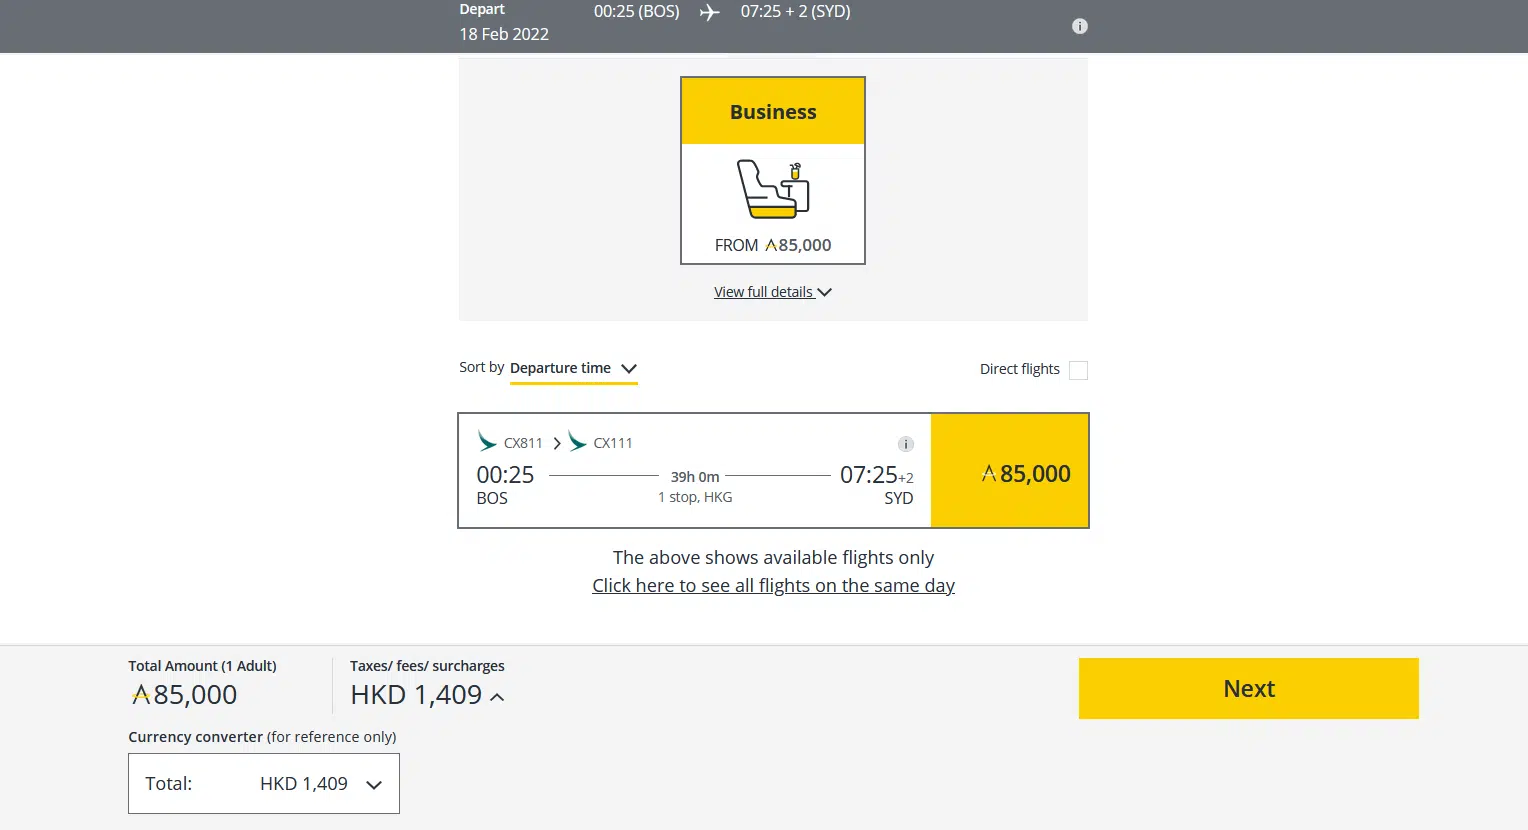 Depart
00:25 (BOS) 07:25 + 2 (SYD)
18 Feb 2022
Business
FROM 85,000
View full details
Sort by Departure time
Direct flights
CX811 CX111
00:25 39h 0m 07:25+2
BOS 1 stop, HKG SYD
85,000
The above shows available flights only
Click here to see all flights on the same day
Total Amount (1 Adult)
85,000
Taxes/ fees/ surcharges
HKD 1,409
Currency converter (for reference only)
Total: HKD 1,409
Next